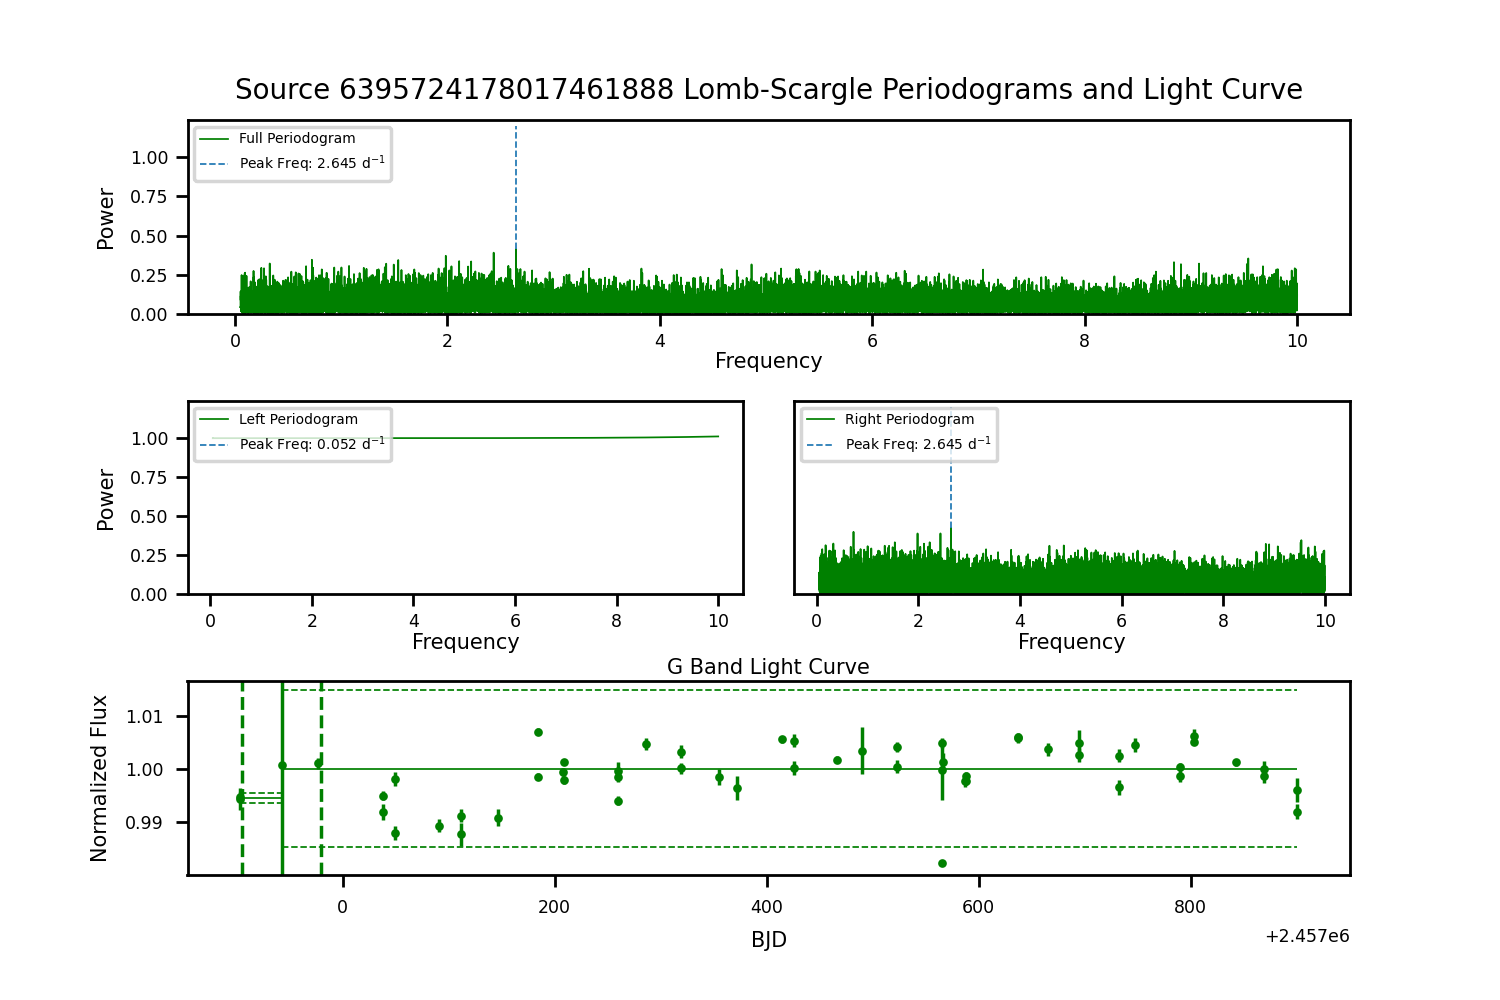 Source 6395724178017461888 Lomb-Scargle Periodograms and Light Curve
Full Periodogram
Peak Freq: 2.645 d⁻¹
Power
1.00
0.75
0.50
0.25
0.00
0 2 4 6 8 10
Frequency
Left Periodogram
Peak Freq: 0.052 d⁻¹
Power
1.00
0.75
0.50
0.25
0.00
0 2 4 6 8 10
Frequency
Right Periodogram
Peak Freq: 2.645 d⁻¹
0 2 4 6 8 10
Frequency
G Band Light Curve
Normalized Flux
1.01
1.00
0.99
0 200 400 600 800
BJD
+2.457e6